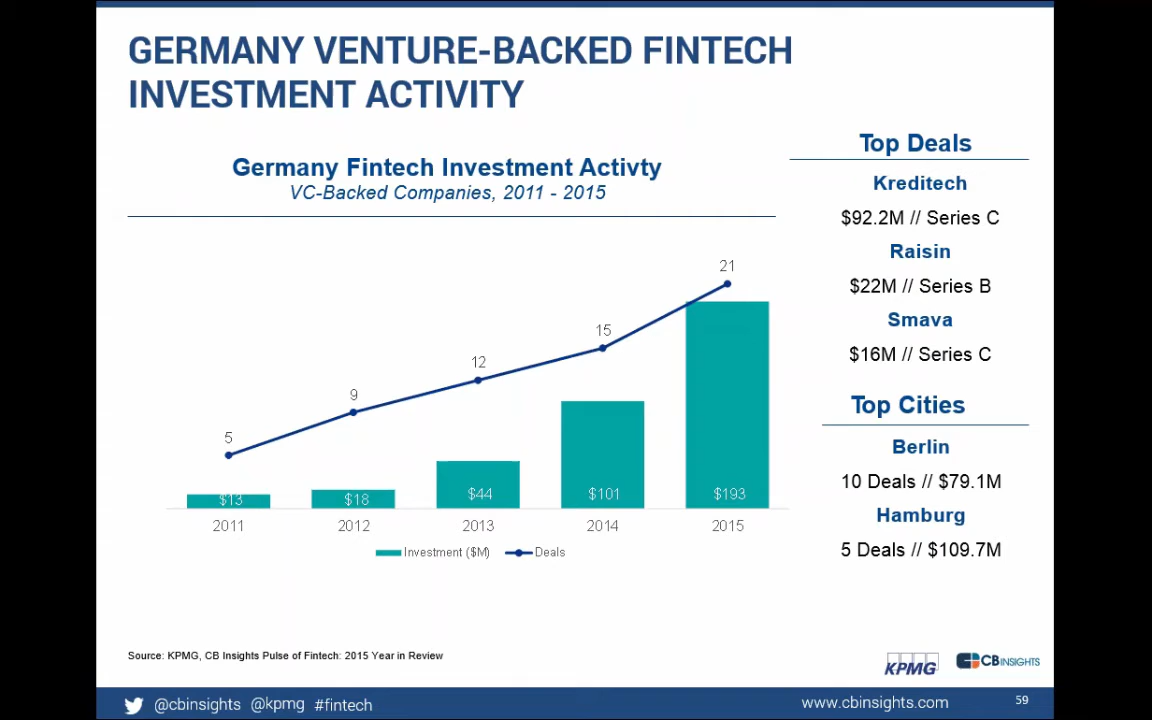 GERMANY VENTURE-BACKED FINTECH
INVESTMENT ACTIVITY
Germany Fintech Investment Activty
VC-Backed Companies, 2011 - 2015
21
15
12
9
5
$13
$18
$44
$101
$193
2011
2012
2013
2014
2015
Investment ($M)
Deals
Top Deals
Kreditech
$92.2M // Series C
Raisin
$22M // Series B
Smava
$16M // Series C
Top Cities
Berlin
10 Deals // $79.1M
Hamburg
5 Deals // $109.7M
Source: KPMG, CB Insights Pulse of Fintech: 2015 Year in Review
KPMG
CBINSIGHTS
@cbinsights @kpmg #fintech
www.cbinsights.com
59